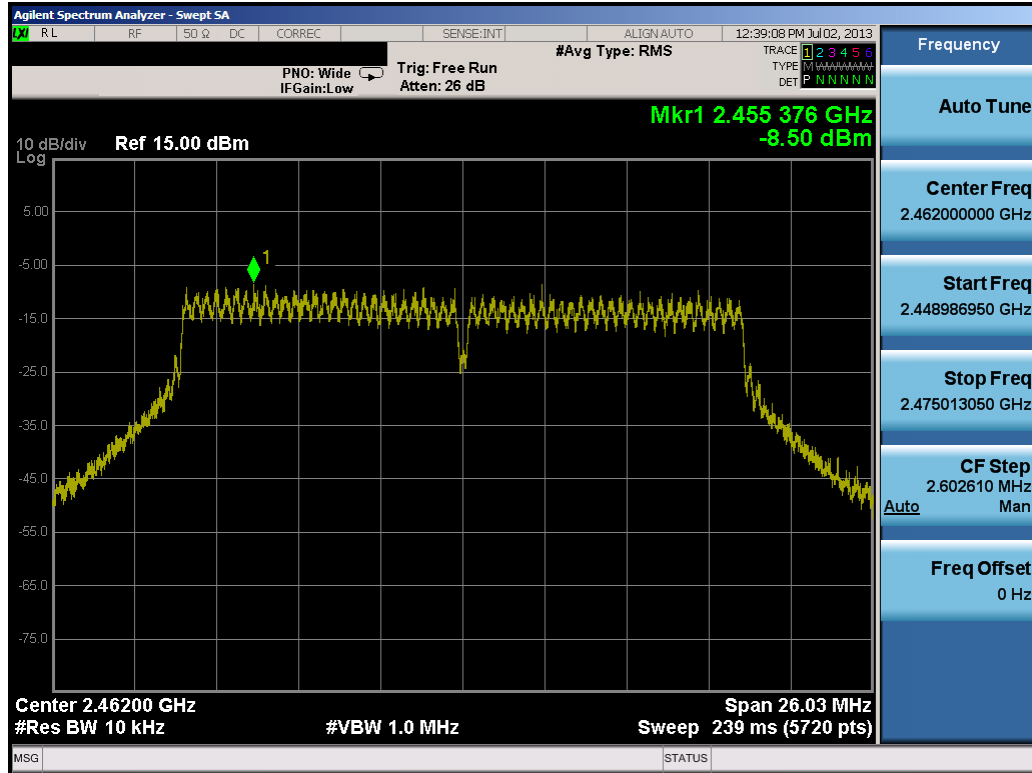 Agilent Spectrum Analyzer - Swept SA
LXI RL RF 50 Ω DC CORREC SENSE:INT ALIGN AUTO 12:39:08 PM Jul 02, 2013
#Avg Type: RMS
TRACE 1 2 3 4 5 6
TYPE
DET P N N N N N
PNO: Wide
IFGain:Low
Trig: Free Run
Atten: 26 dB
Mkr1 2.455 376 GHz
-8.50 dBm
10 dB/div
Log
Ref 15.00 dBm
5.00
-5.00
-15.0
-25.0
-35.0
-45.0
-55.0
-65.0
-75.0
1
Center 2.46200 GHz
Span 26.03 MHz
#Res BW 10 kHz
#VBW 1.0 MHz
Sweep 239 ms (5720 pts)
MSG
STATUS
Frequency
Auto Tune
Center Freq
2.462000000 GHz
Start Freq
2.448986950 GHz
Stop Freq
2.475013050 GHz
CF Step
2.602610 MHz
Auto Man
Freq Offset
0 Hz